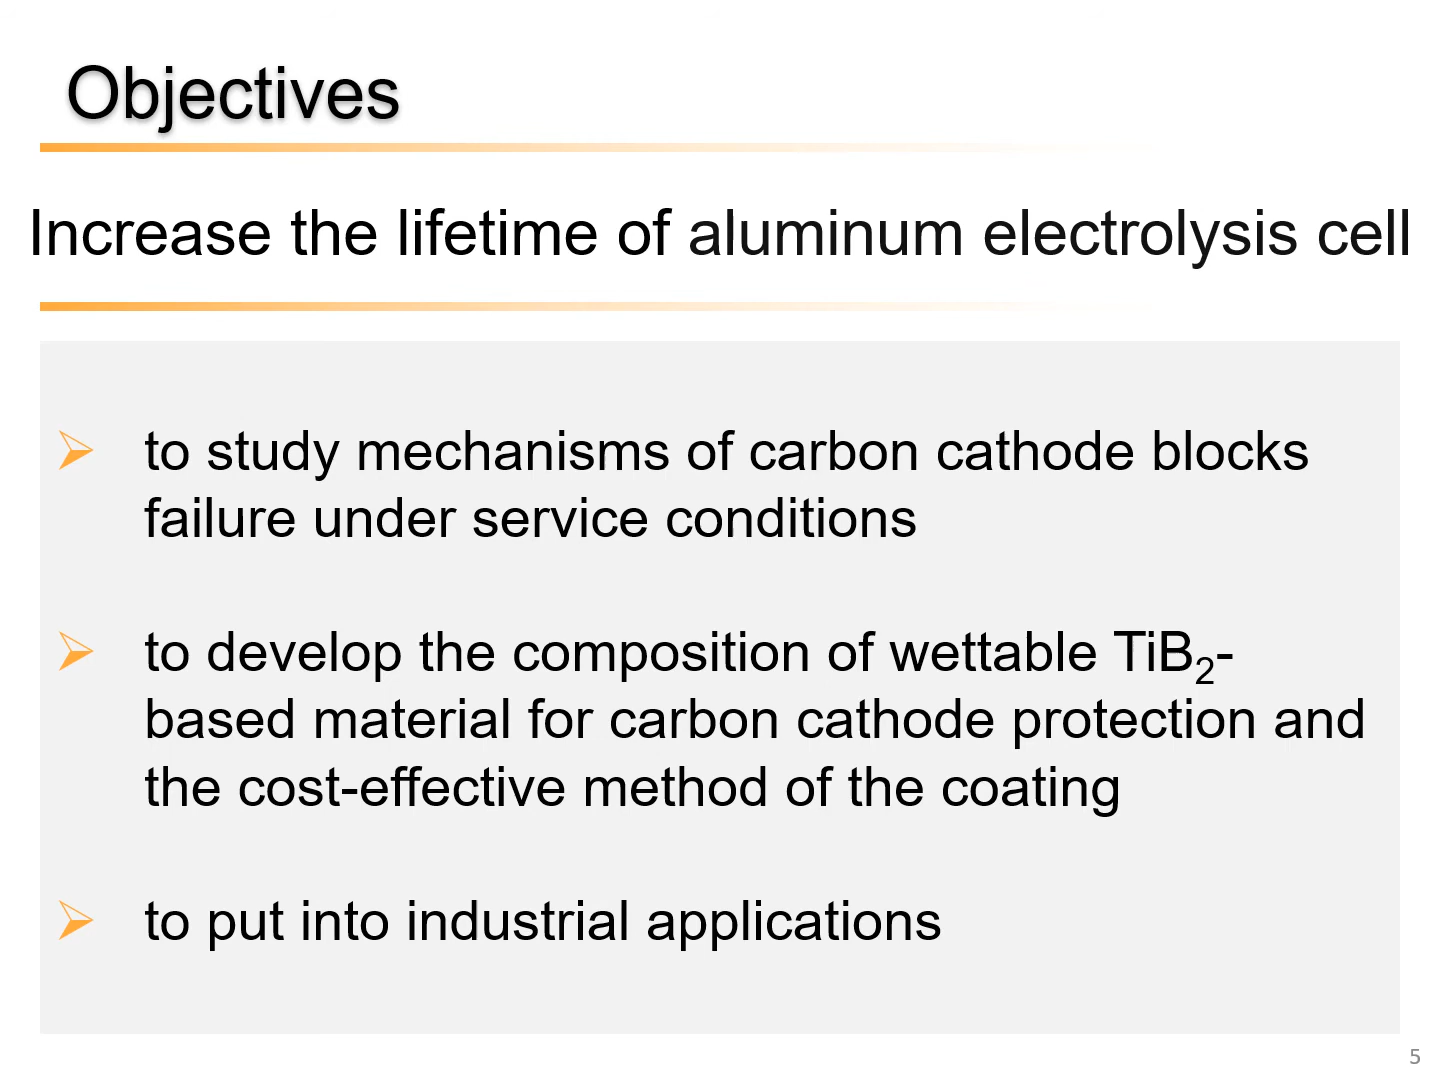 Objectives
Increase the lifetime of aluminum electrolysis cell
to study mechanisms of carbon cathode blocks
failure under service conditions
to develop the composition of wettable TiB₂-
based material for carbon cathode protection and
the cost-effective method of the coating
to put into industrial applications
5